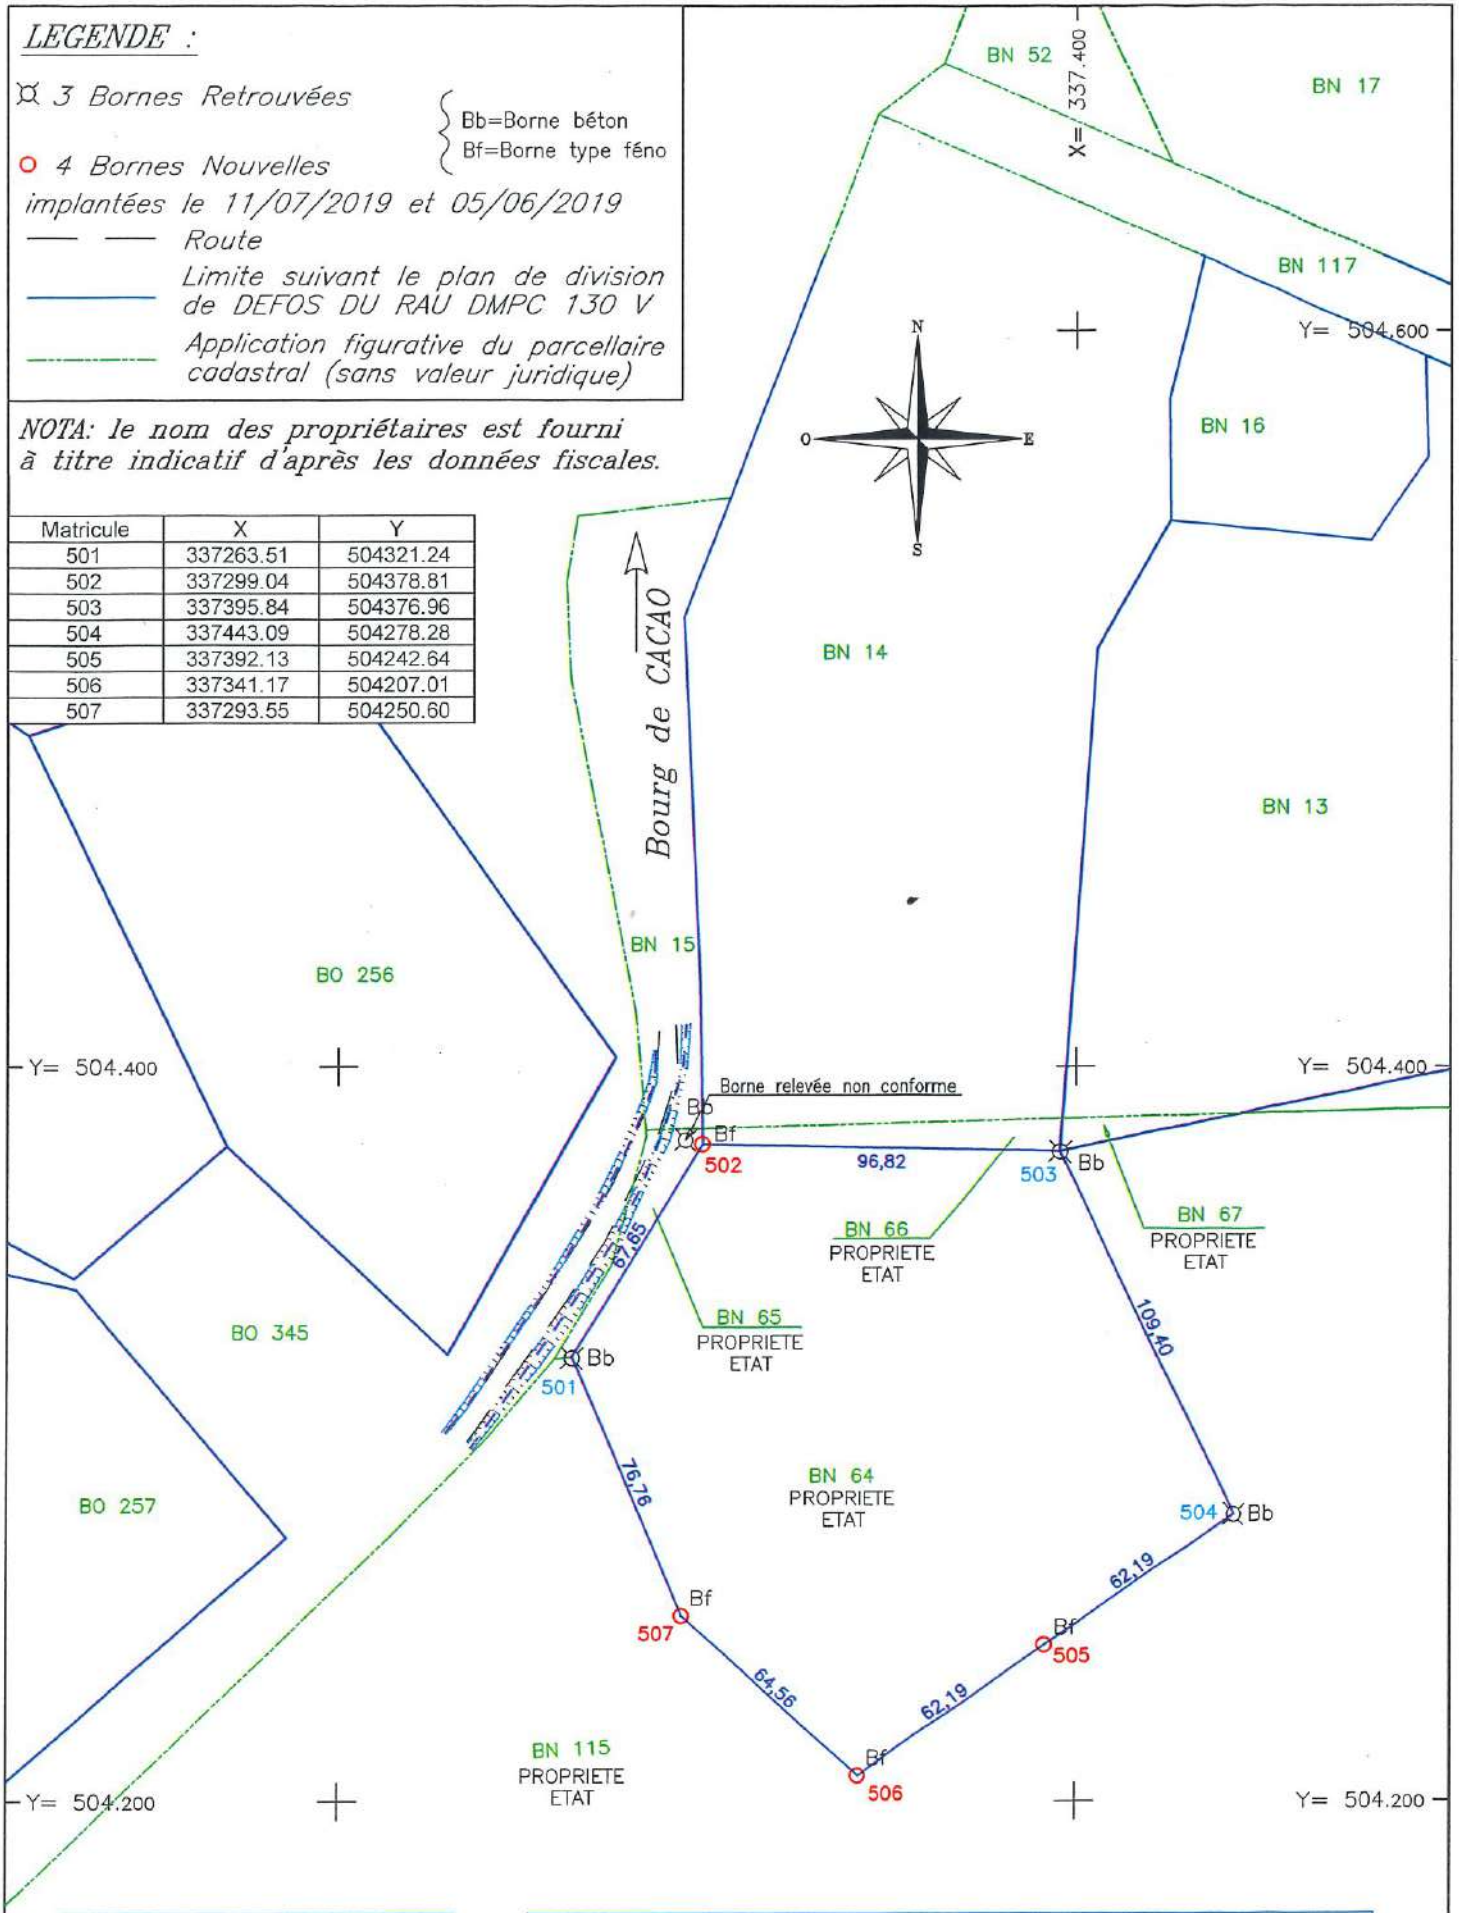 LEGENDE :
3 Bornes Retrouvées
Bb=Borne béton
Bf=Borne type féno
4 Bornes Nouvelles
implantées le 11/07/2019 et 05/06/2019
Route
Limite suivant le plan de division
de DEFOS DU RAU DMPC 130 V
Application figurative du parcellaire
cadastral (sans valeur juridique)
NOTA: le nom des propriétaires est fourni
à titre indicatif d'après les données fiscales.
Matricule X Y
501 337263.51 504321.24
502 337299.04 504378.81
503 337395.84 504376.96
504 337443.09 504278.28
505 337392.13 504242.64
506 337341.17 504207.01
507 337293.55 504250.60
BN 52
X= 337.400
BN 17
BN 117
Y= 504.600
N
O
E
S
BN 16
BN 14
Bourg de CACAO
BN 13
BN 15
BO 256
Y= 504.400
Y= 504.400
Borne relevée non conforme
Bb
Bf
502
96,82
503
Bb
67,65
BN 66
PROPRIETE
ETAT
BN 67
PROPRIETE
ETAT
BN 65
PROPRIETE
ETAT
109,40
BO 345
Bb
501
76,76
BN 64
PROPRIETE
ETAT
BO 257
504
Bb
62,19
Bf
507
Bf
505
64,56
62,19
BN 115
PROPRIETE
ETAT
Bf
506
Y= 504.200
Y= 504.200